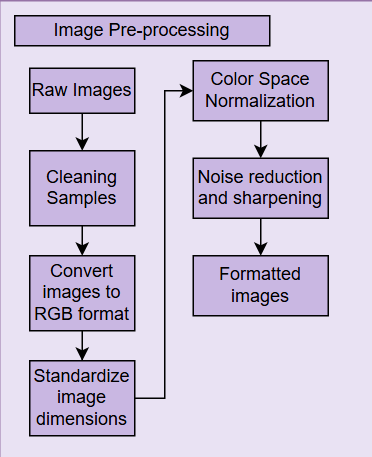 Image Pre-processing
Raw Images
Cleaning
Samples
Convert
images to
RGB format
Standardize
image
dimensions
Color Space
Normalization
Noise reduction
and sharpening
Formatted
images